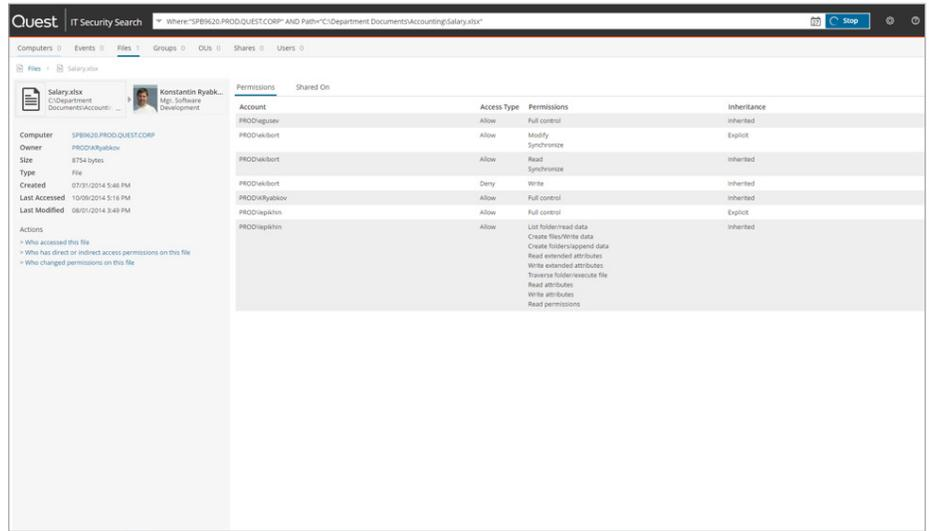 Quest IT Security Search Where:"SPB9620.PROD.QUEST.CORP" AND Path="C:\Department Documents\Accounting\Salary.xlsx" Stop
Computers 0 Events 0 Files 1 Groups 0 OUs 0 Shares 0 Users 0
Files Salary.xlsx
Salary.xlsx
C:\Department
Documents\Accounti ...
Konstantin Ryabk...
Mgr. Software
Development
Computer SPB9620.PROD.QUEST.CORP
Owner PROD\KRyabkov
Size 8754 bytes
Type File
Created 07/31/2014 5:46 PM
Last Accessed 10/09/2014 5:16 PM
Last Modified 08/01/2014 3:49 PM
Actions
> Who accessed this file
> Who has direct or indirect access permissions on this file
> Who changed permissions on this file
Permissions Shared On
Account Access Type Permissions Inheritance
PROD\egusev Allow Full control Inherited
PROD\ekibort Allow Modify Explicit
Synchronize
PROD\ekibort Allow Read Inherited
Synchronize
PROD\ekibort Deny Write Inherited
PROD\KRyabkov Allow Full control Inherited
PROD\iepikhin Allow Full control Explicit
PROD\iepikhin Allow List folder/read data Inherited
Create files/Write data
Create folders/append data
Read extended attributes
Write extended attributes
Traverse folder/execute file
Read attributes
Write attributes
Read permissions